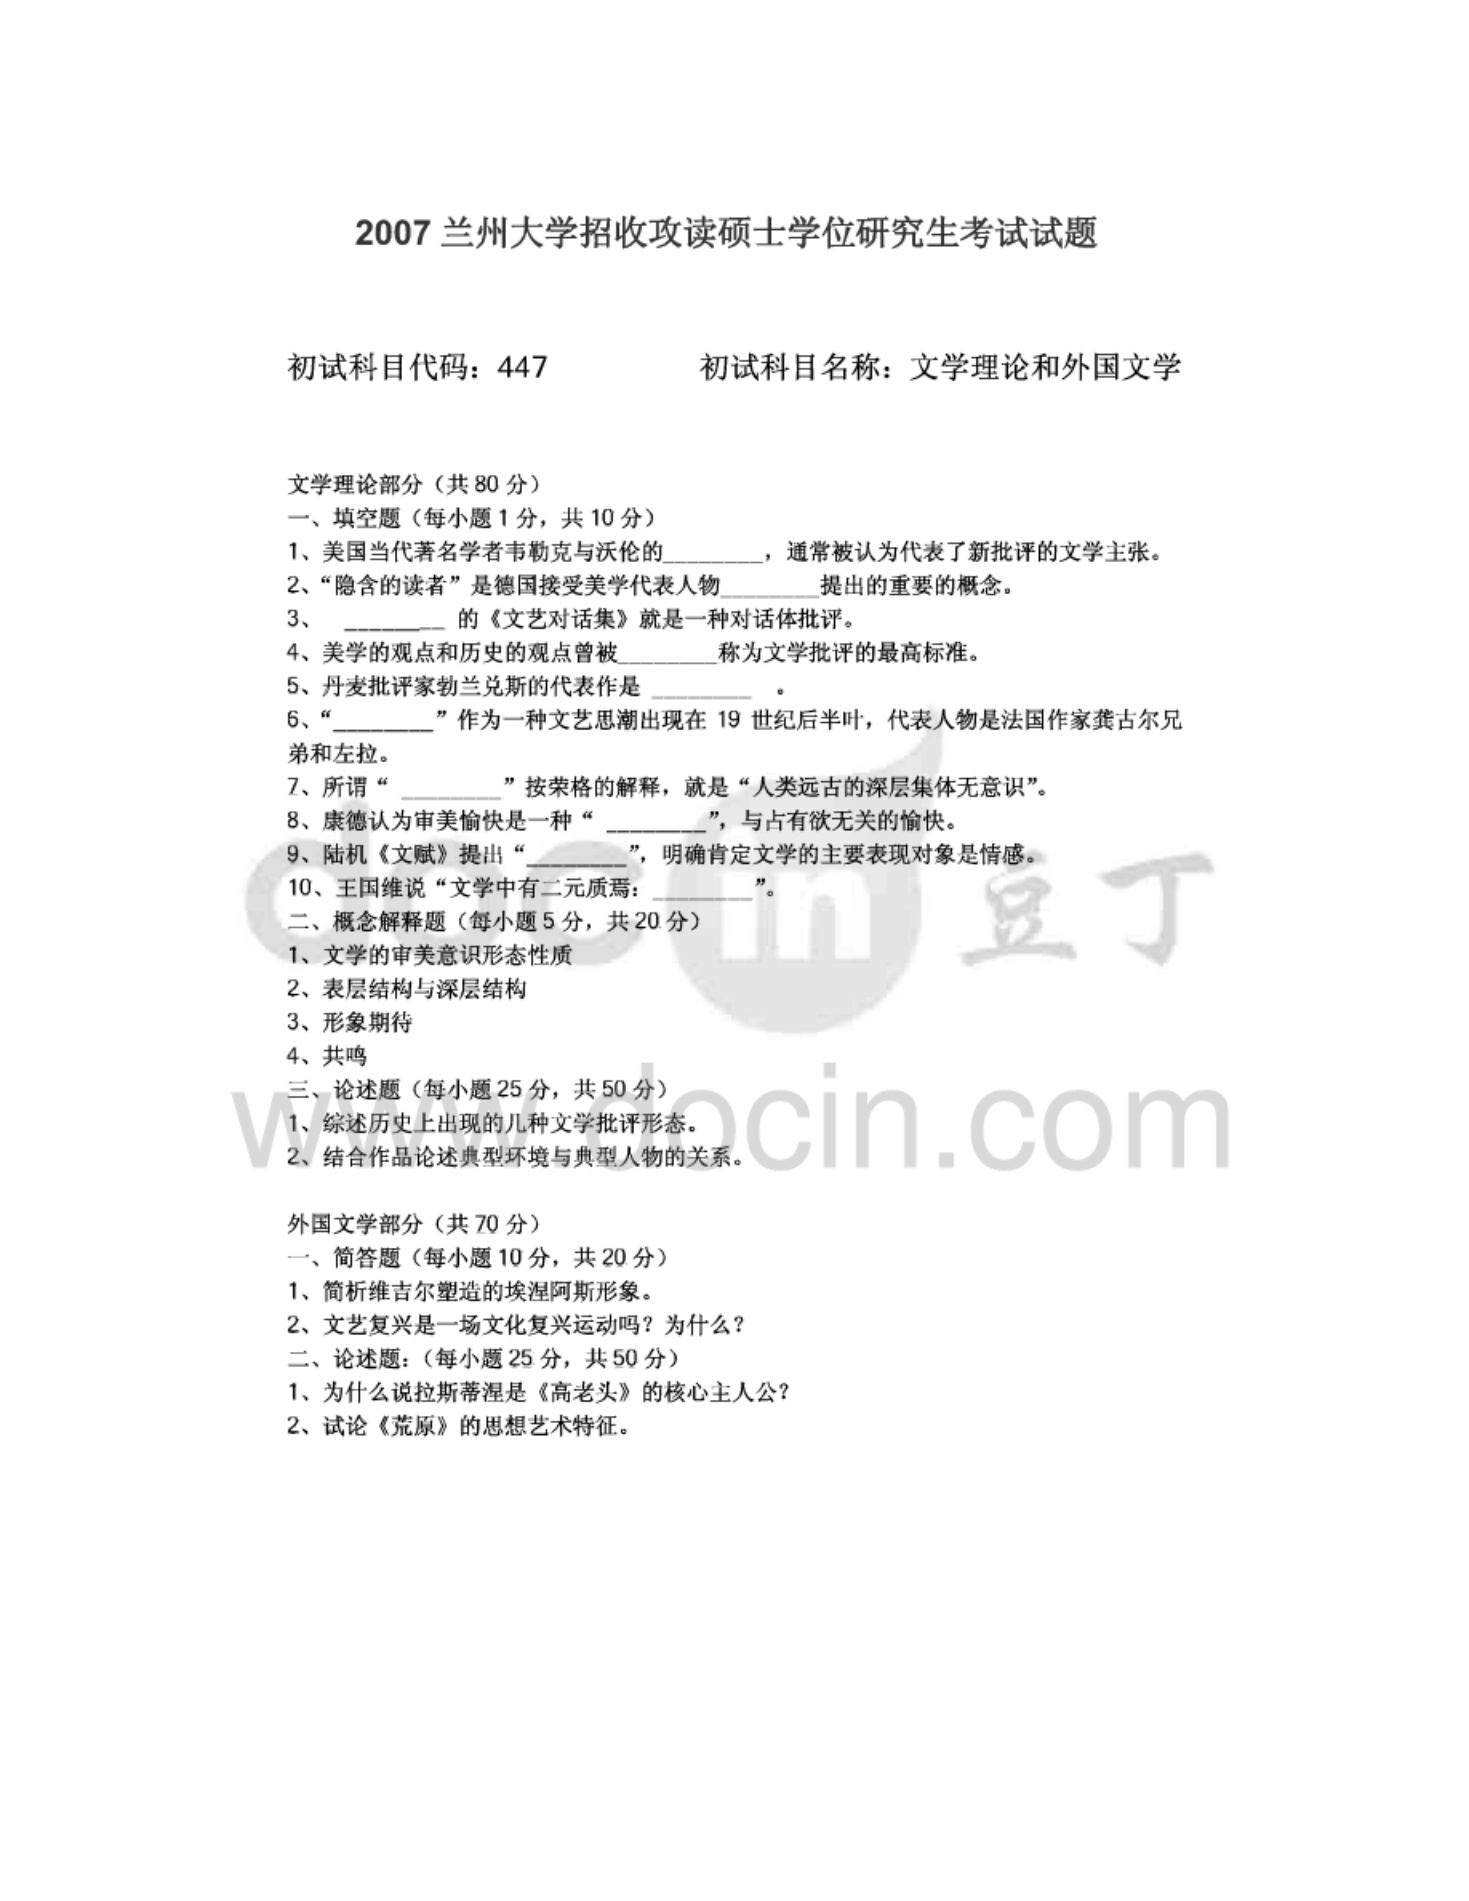 2007 兰州大学招收攻读硕士学位研究生考试试题
初试科目代码：447 初试科目名称：文学理论和外国文学
文学理论部分（共 80 分）
一、填空题（每小题 1 分，共 10 分）
1、美国当代著名学者韦勒克与沃伦的________，通常被认为代表了新批评的文学主张。
2、“隐含的读者”是德国接受美学代表人物________提出的重要的概念。
3、 ________ 的《文艺对话集》就是一种对话体批评。
4、美学的观点和历史的观点曾被________称为文学批评的最高标准。
5、丹麦批评家勃兰兑斯的代表作是 ________ 。
6、“________”作为一种文艺思潮出现在 19 世纪后半叶，代表人物是法国作家龚古尔兄
弟和左拉。
7、所谓“ ________”按荣格的解释，就是“人类远古的深层集体无意识”。
8、康德认为审美愉快是一种“ ________”，与占有欲无关的愉快。
9、陆机《文赋》提出“________”，明确肯定文学的主要表现对象是情感。
10、王国维说“文学中有二元质焉：________”。
二、概念解释题（每小题 5 分，共 20 分）
1、文学的审美意识形态性质
2、表层结构与深层结构
3、形象期待
4、共鸣
三、论述题（每小题 25 分，共 50 分）
1、综述历史上出现的几种文学批评形态。
2、结合作品论述典型环境与典型人物的关系。
外国文学部分（共 70 分）
一、简答题（每小题 10 分，共 20 分）
1、简析维吉尔塑造的埃涅阿斯形象。
2、文艺复兴是一场文化复兴运动吗？为什么？
二、论述题：（每小题 25 分，共 50 分）
1、为什么说拉斯蒂涅是《高老头》的核心主人公？
2、试论《荒原》的思想艺术特征。
docin 豆丁
www.docin.com